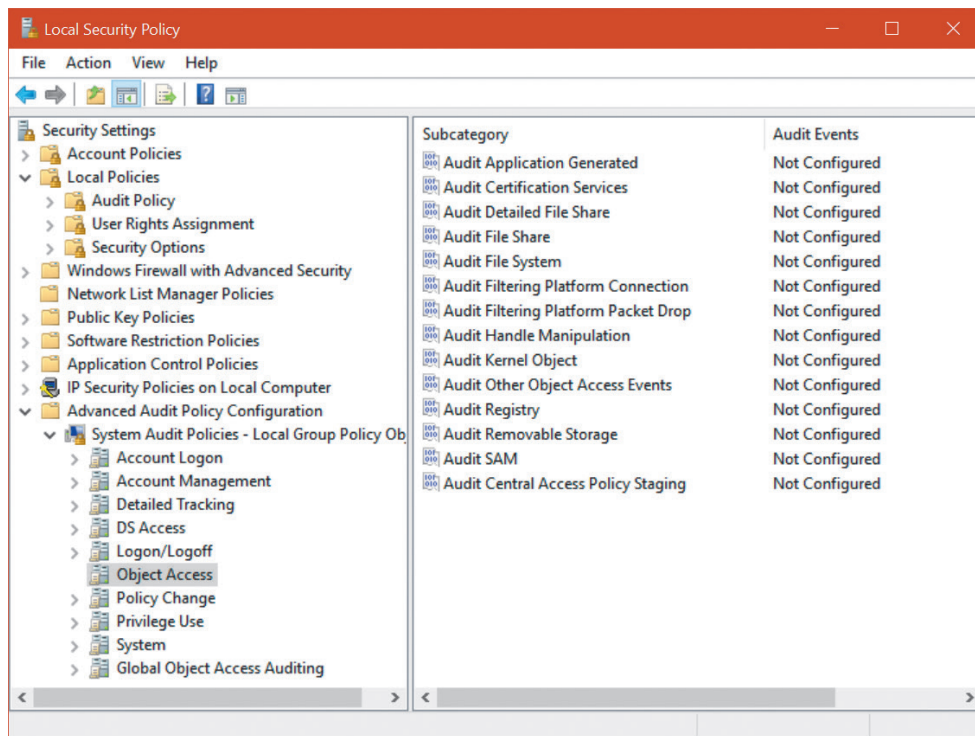 Local Security Policy
File Action View Help
Security Settings
Account Policies
Local Policies
Audit Policy
User Rights Assignment
Security Options
Windows Firewall with Advanced Security
Network List Manager Policies
Public Key Policies
Software Restriction Policies
Application Control Policies
IP Security Policies on Local Computer
Advanced Audit Policy Configuration
System Audit Policies - Local Group Policy Ob
Account Logon
Account Management
Detailed Tracking
DS Access
Logon/Logoff
Object Access
Policy Change
Privilege Use
System
Global Object Access Auditing
Subcategory Audit Events
Audit Application Generated Not Configured
Audit Certification Services Not Configured
Audit Detailed File Share Not Configured
Audit File Share Not Configured
Audit File System Not Configured
Audit Filtering Platform Connection Not Configured
Audit Filtering Platform Packet Drop Not Configured
Audit Handle Manipulation Not Configured
Audit Kernel Object Not Configured
Audit Other Object Access Events Not Configured
Audit Registry Not Configured
Audit Removable Storage Not Configured
Audit SAM Not Configured
Audit Central Access Policy Staging Not Configured